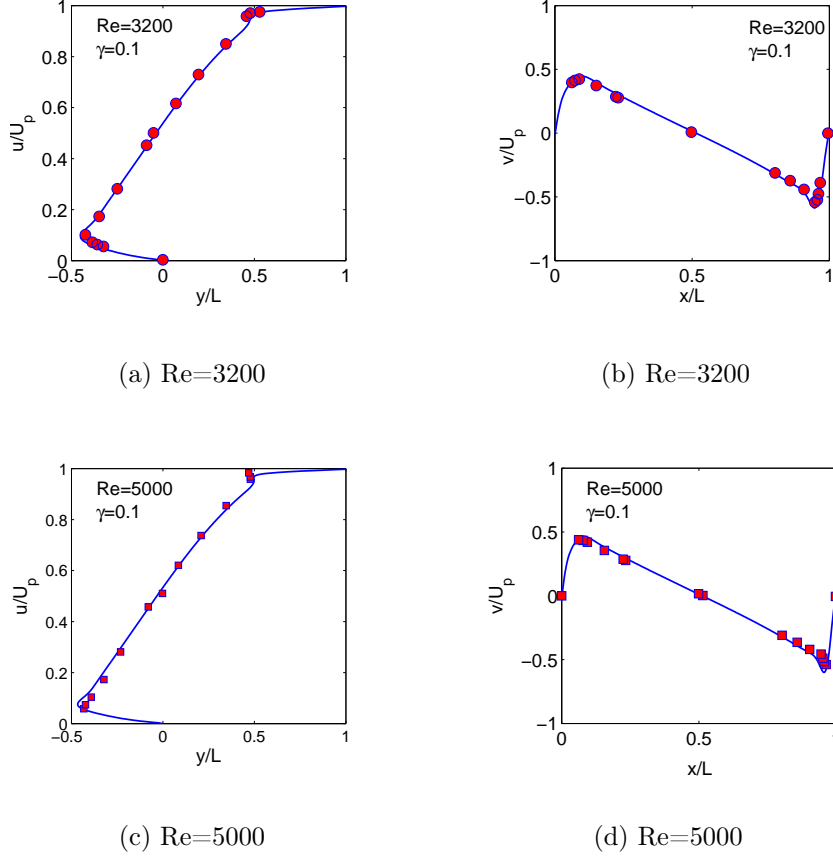 Re=3200
γ=0.1
u/U_p
1
0.8
0.6
0.4
0.2
0
−0.5 0 0.5 1
y/L
(a) Re=3200
Re=3200
γ=0.1
v/U_p
1
0.5
0
−0.5
−1
0 0.5 1
x/L
(b) Re=3200
Re=5000
γ=0.1
u/U_p
1
0.8
0.6
0.4
0.2
0
−0.5 0 0.5 1
y/L
(c) Re=5000
Re=5000
γ=0.1
v/U_p
1
0.5
0
−0.5
−1
0 0.5 1
x/L
(d) Re=5000